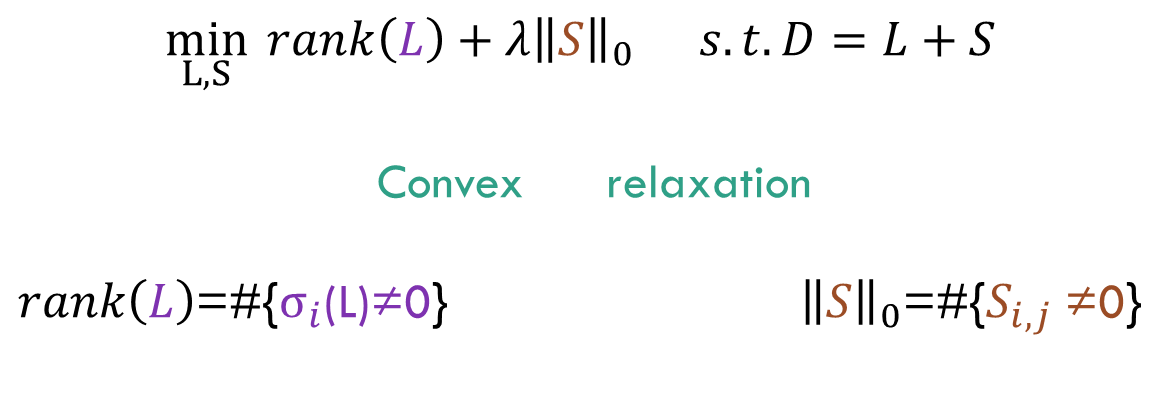 min rank(L) + λ‖S‖₀ s.t. D = L + S
L,S
Convex relaxation
rank(L)=#{σᵢ(L)≠0} ‖S‖₀=#{Sᵢ,ⱼ ≠0}